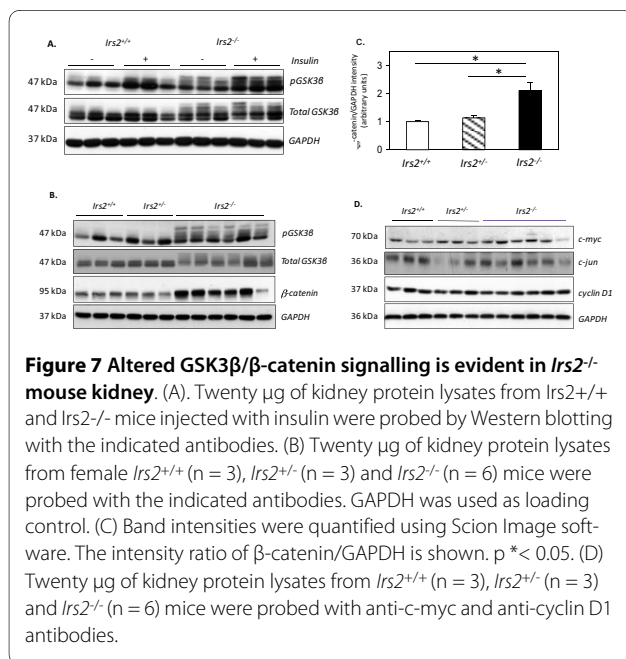 A.
Irs2+/+ Irs2-/-
- + - + Insulin
47 kDa pGSK3β
47 kDa Total GSK3β
37 kDa GAPDH
C.
-catenin/GAPDH intensity
(arbitrary units)
3
2
1
0
* 
*
Irs2+/+ Irs2+/- Irs2-/-
B.
Irs2+/+ Irs2+/- Irs2-/-
47 kDa pGSK3β
47 kDa Total GSK3β
95 kDa β-catenin
37 kDa GAPDH
D.
Irs2+/+ Irs2+/- Irs2-/-
70 kDa c-myc
36 kDa c-jun
37 kDa cyclin D1
36 kDa GAPDH
Figure 7 Altered GSK3β/β-catenin signalling is evident in Irs2-/-
mouse kidney. (A). Twenty μg of kidney protein lysates from Irs2+/+
and Irs2-/- mice injected with insulin were probed by Western blotting
with the indicated antibodies. (B) Twenty μg of kidney protein lysates
from female Irs2+/+ (n = 3), Irs2+/- (n = 3) and Irs2-/- (n = 6) mice were
probed with the indicated antibodies. GAPDH was used as loading
control. (C) Band intensities were quantified using Scion Image soft-
ware. The intensity ratio of β-catenin/GAPDH is shown. p *< 0.05. (D)
Twenty μg of kidney protein lysates from Irs2+/+ (n = 3), Irs2+/- (n = 3)
and Irs2-/- (n = 6) mice were probed with anti-c-myc and anti-cyclin D1
antibodies.